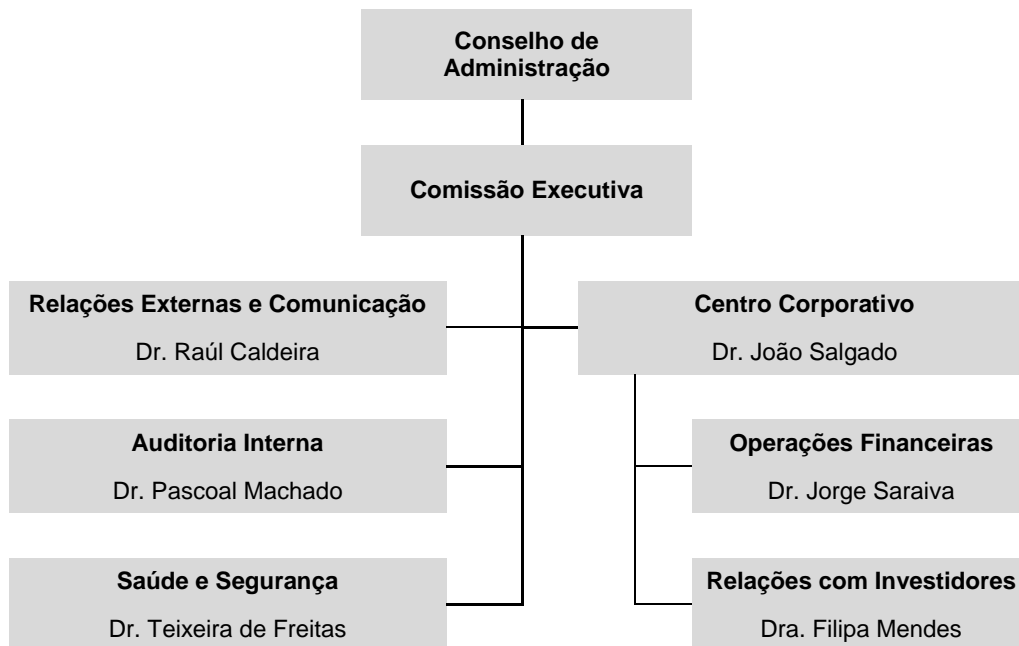 Conselho de
Administração
Comissão Executiva
Relações Externas e Comunicação
Dr. Raúl Caldeira
Centro Corporativo
Dr. João Salgado
Auditoria Interna
Dr. Pascoal Machado
Operações Financeiras
Dr. Jorge Saraiva
Saúde e Segurança
Dr. Teixeira de Freitas
Relações com Investidores
Dra. Filipa Mendes